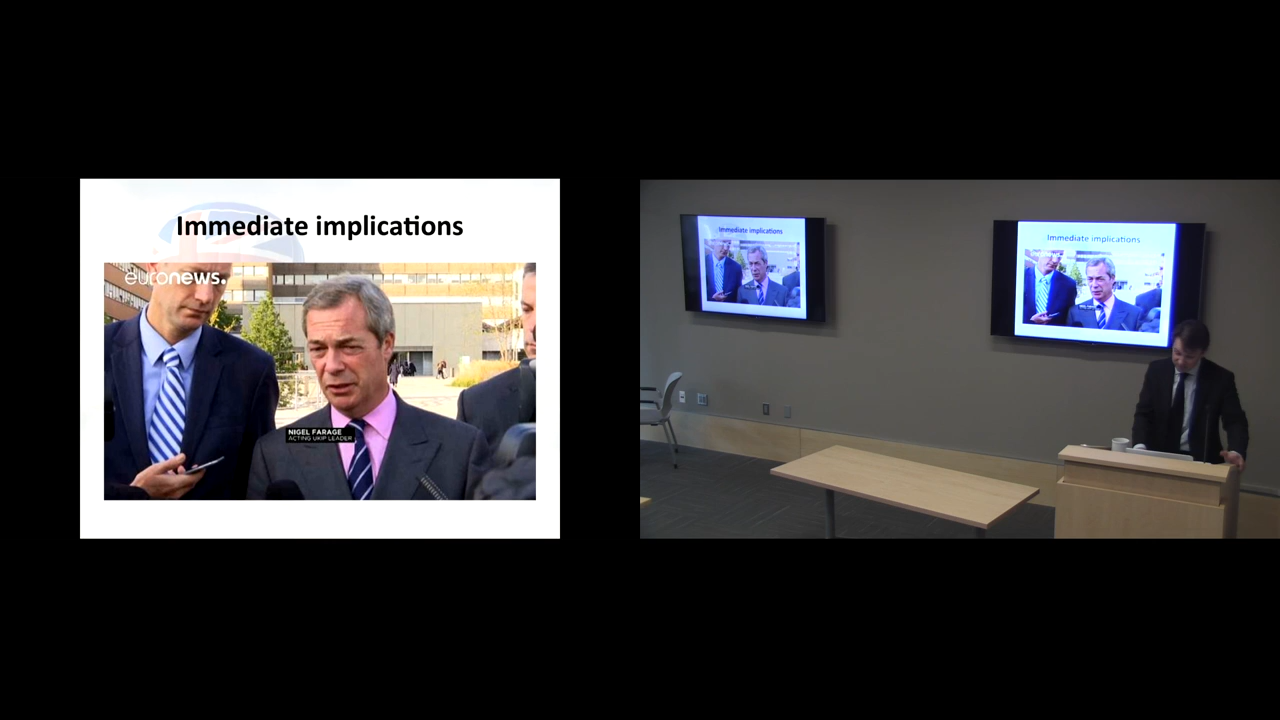 Immediate implications
euronews.
NIGEL FARAGE
ACTING UKIP LEADER
Immediate implications
Immediate implications